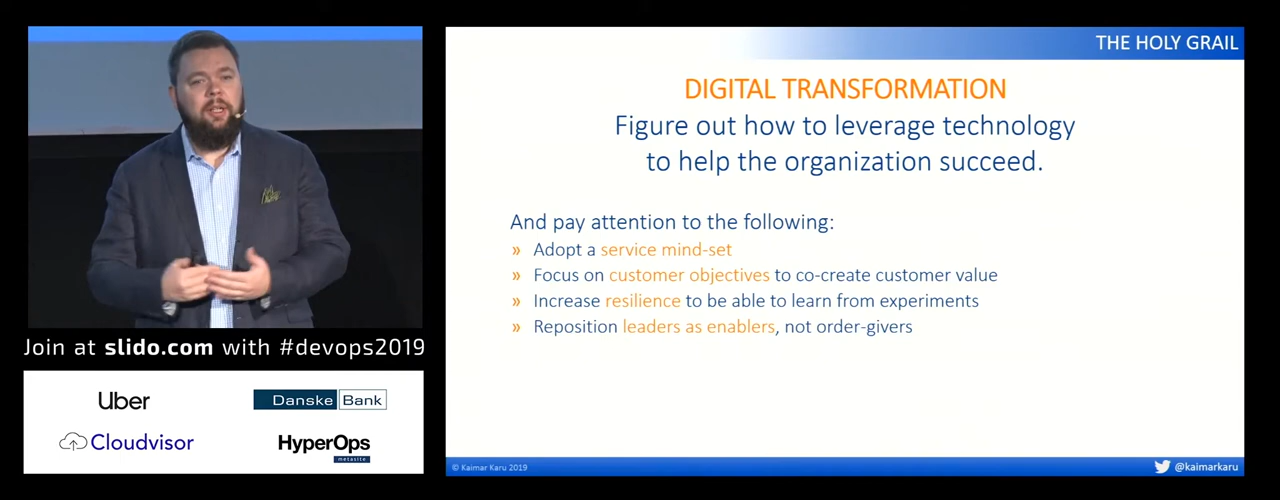 Join at slido.com with #devops2019
Uber
Danske Bank
Cloudvisor
HyperOps
metasite
THE HOLY GRAIL
DIGITAL TRANSFORMATION
Figure out how to leverage technology
to help the organization succeed.
And pay attention to the following:
» Adopt a service mind-set
» Focus on customer objectives to co-create customer value
» Increase resilience to be able to learn from experiments
» Reposition leaders as enablers, not order-givers
© Kaimar Karu 2019
@kaimarkaru